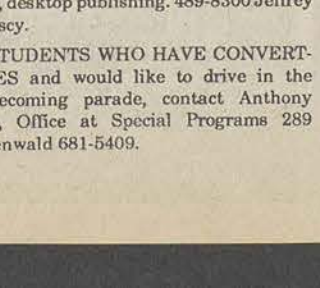 , desktop publishing. 489-8300 Jeffrey
scy.
TUDENTS WHO HAVE CONVERT-
ES and would like to drive in the
ecoming parade, contact Anthony
, Office at Special Programs 289
nwald 681-5409.